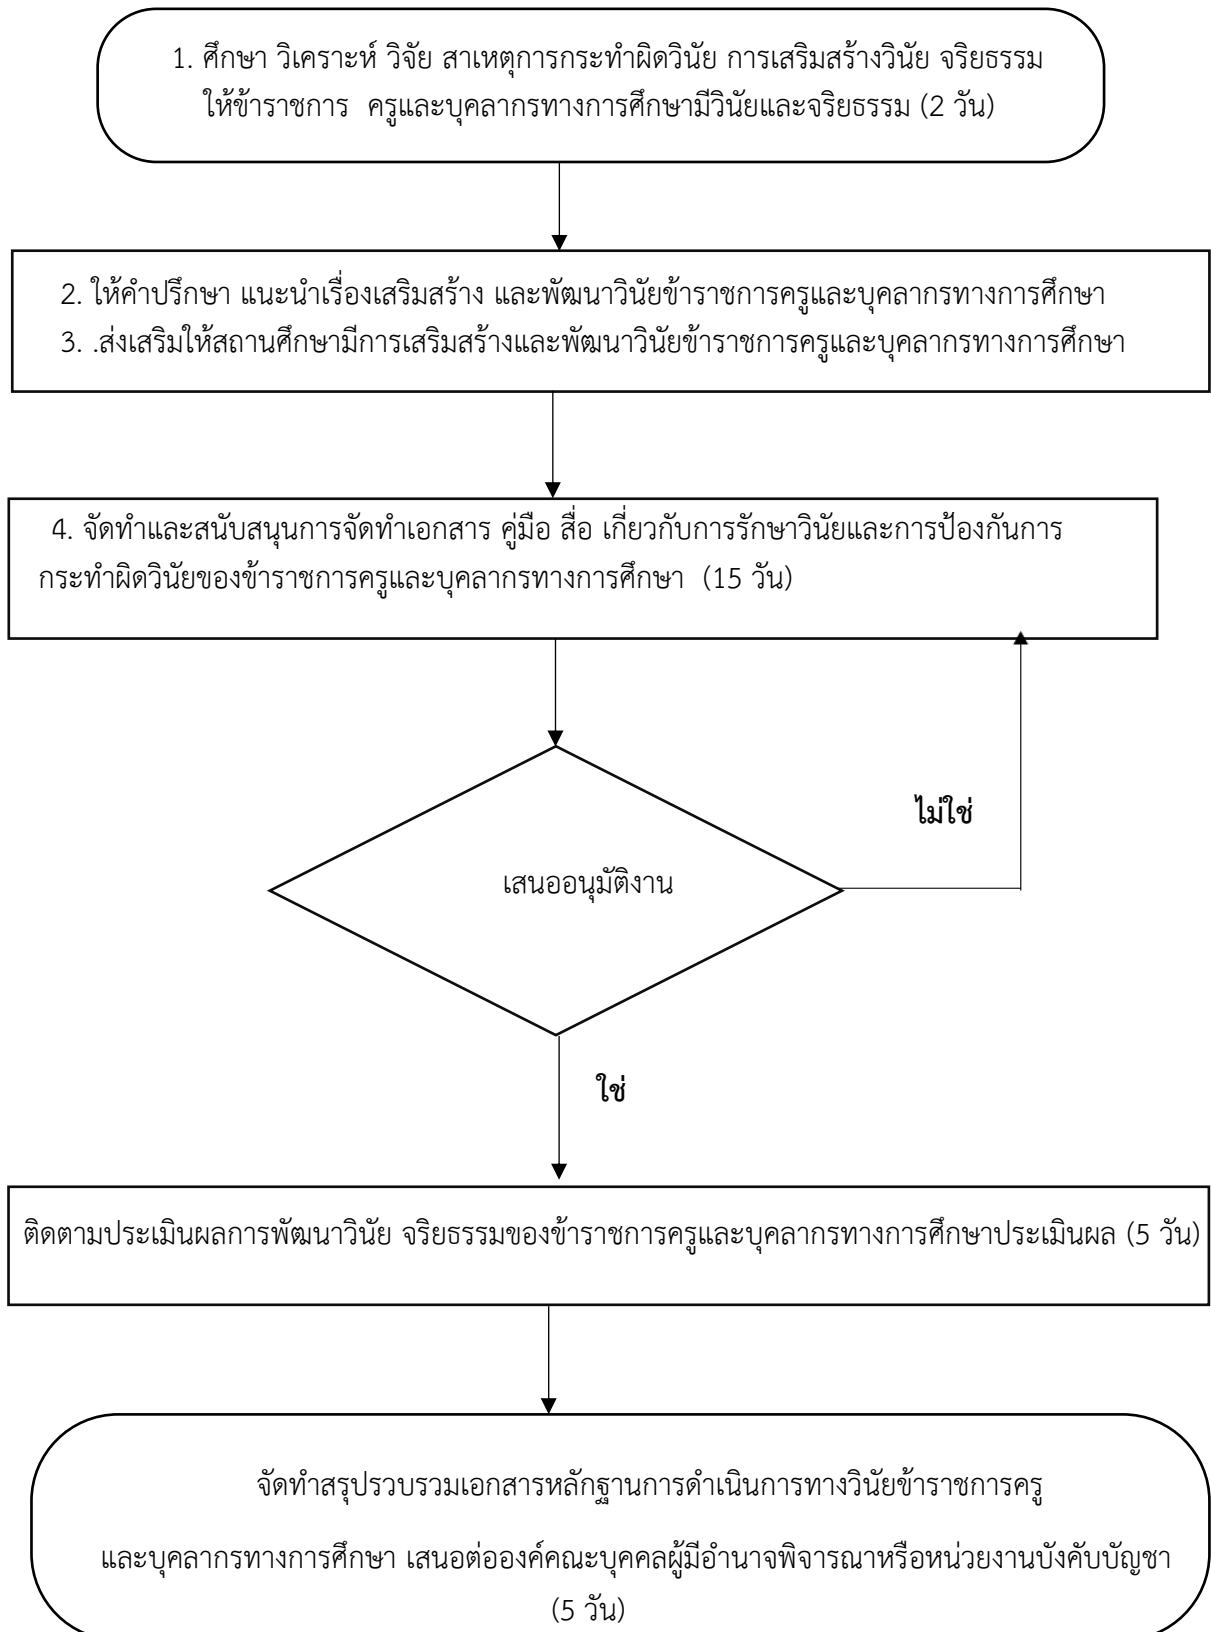 1. ศึกษา วิเคราะห์ วิจัย สาเหตุการกระทำผิดวินัย การเสริมสร้างวินัย จริยธรรม
ให้ข้าราชการ ครูและบุคลากรทางการศึกษามีวินัยและจริยธรรม (2 วัน)
2. ให้คำปรึกษา แนะนำเรื่องเสริมสร้าง และพัฒนาวินัยข้าราชการครูและบุคลากรทางการศึกษา
3. .ส่งเสริมให้สถานศึกษามีการเสริมสร้างและพัฒนาวินัยข้าราชการครูและบุคลากรทางการศึกษา
4. จัดทำและสนับสนุนการจัดทำเอกสาร คู่มือ สื่อ เกี่ยวกับการรักษาวินัยและการป้องกันการ
กระทำผิดวินัยของข้าราชการครูและบุคลากรทางการศึกษา (15 วัน)
ไม่ใช่
เสนออนุมัติงาน
ใช่
ติดตามประเมินผลการพัฒนาวินัย จริยธรรมของข้าราชการครูและบุคลากรทางการศึกษาประเมินผล (5 วัน)
จัดทำสรุปรวบรวมเอกสารหลักฐานการดำเนินการทางวินัยข้าราชการครู
และบุคลากรทางการศึกษา เสนอต่อองค์คณะบุคคลผู้มีอำนาจพิจารณาหรือหน่วยงานบังคับบัญชา
(5 วัน)